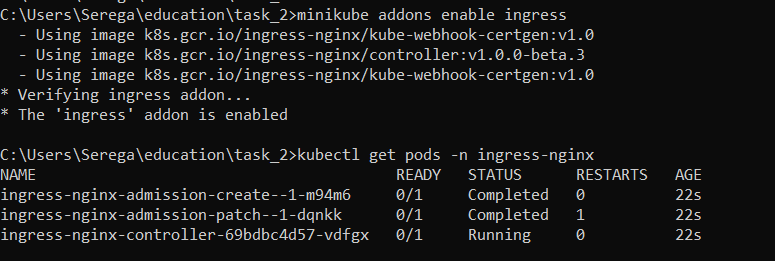 C:\Users\Serega\education\task_2>minikube addons enable ingress
  - Using image k8s.gcr.io/ingress-nginx/kube-webhook-certgen:v1.0
  - Using image k8s.gcr.io/ingress-nginx/controller:v1.0.0-beta.3
  - Using image k8s.gcr.io/ingress-nginx/kube-webhook-certgen:v1.0
* Verifying ingress addon...
* The 'ingress' addon is enabled
C:\Users\Serega\education\task_2>kubectl get pods -n ingress-nginx
NAME                                        READY   STATUS      RESTARTS   AGE
ingress-nginx-admission-create--1-m94m6     0/1     Completed   0          22s
ingress-nginx-admission-patch--1-dqnkk      0/1     Completed   1          22s
ingress-nginx-controller-69bdbc4d57-vdfgx   0/1     Running     0          22s